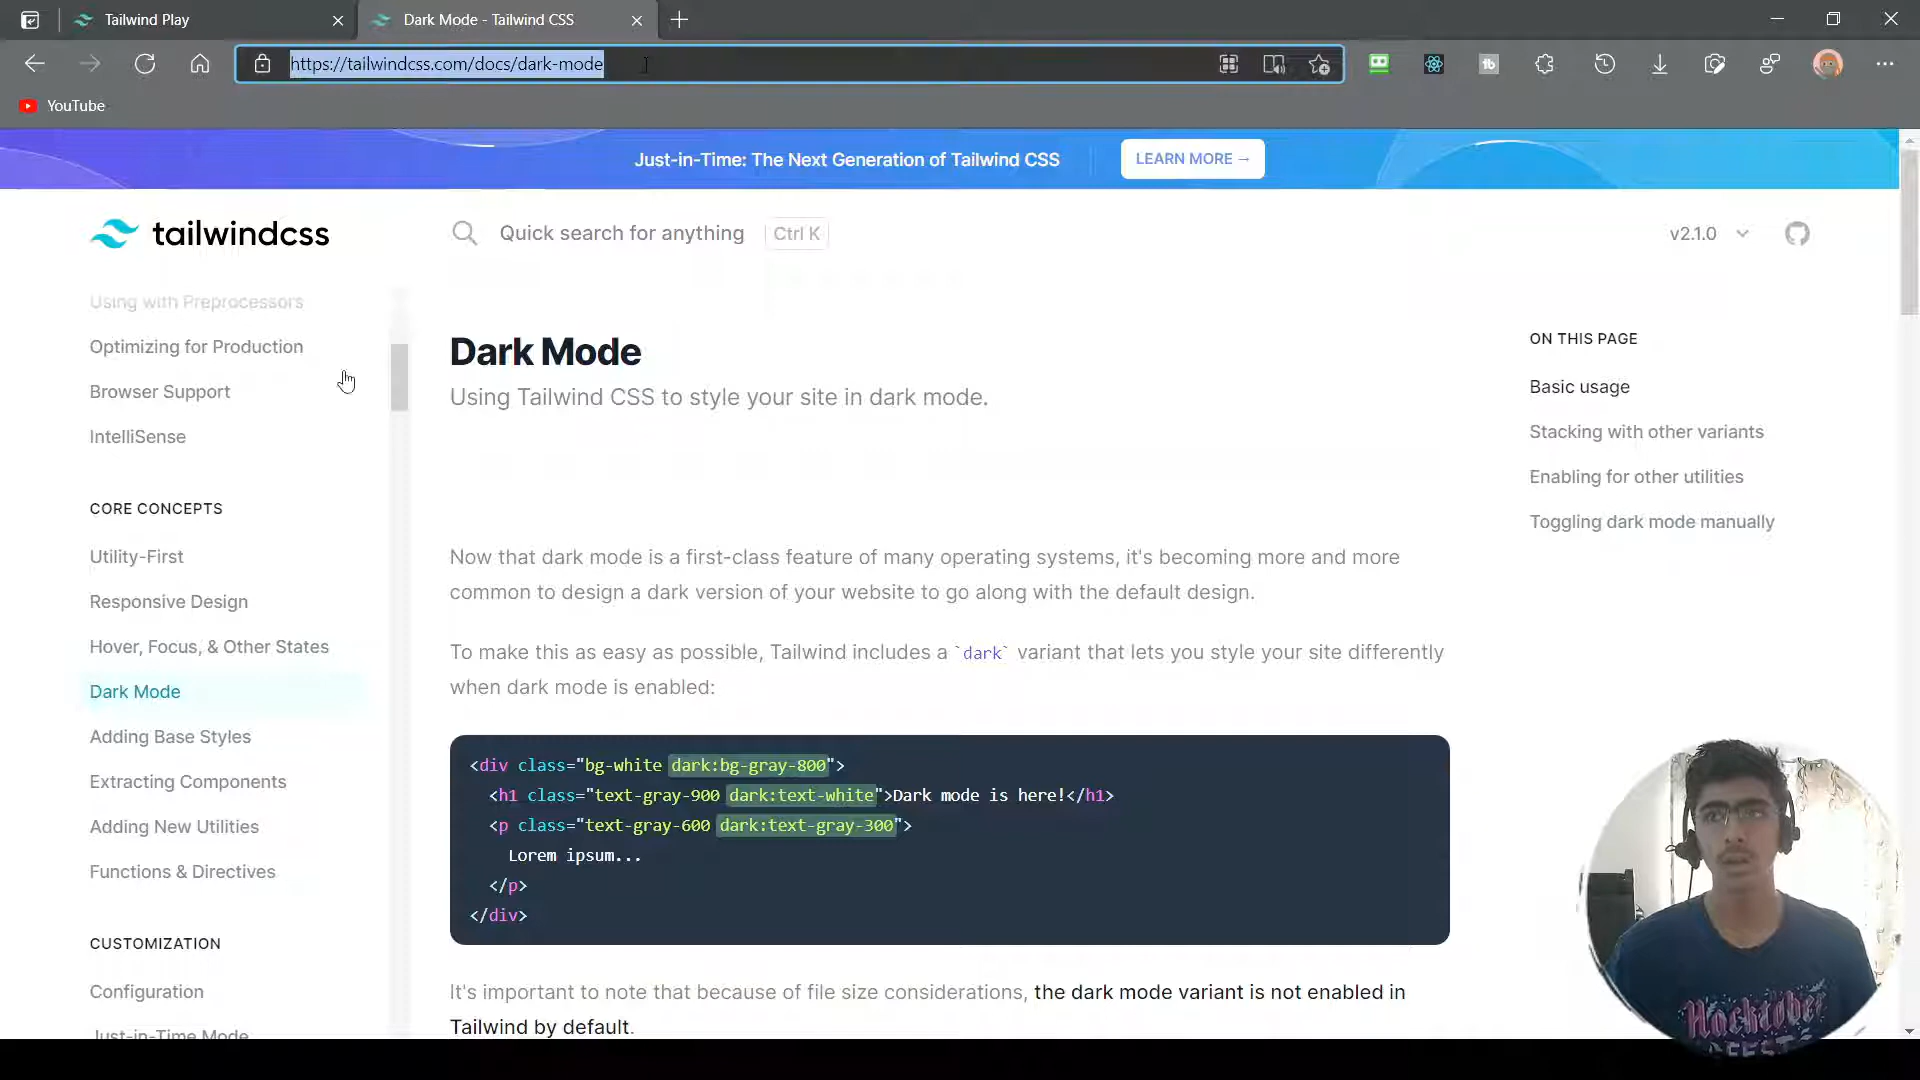 Tailwind Play
Dark Mode - Tailwind CSS
https://tailwindcss.com/docs/dark-mode
YouTube
Just-in-Time: The Next Generation of Tailwind CSS
LEARN MORE →
tailwindcss
Quick search for anything
Ctrl K
v2.1.0
Using with Preprocessors
Optimizing for Production
Browser Support
IntelliSense
CORE CONCEPTS
Utility-First
Responsive Design
Hover, Focus, & Other States
Dark Mode
Adding Base Styles
Extracting Components
Adding New Utilities
Functions & Directives
CUSTOMIZATION
Configuration
Just-in-Time Mode
Dark Mode
Using Tailwind CSS to style your site in dark mode.
Now that dark mode is a first-class feature of many operating systems, it's becoming more and more
common to design a dark version of your website to go along with the default design.
To make this as easy as possible, Tailwind includes a `dark` variant that lets you style your site differently
when dark mode is enabled:
<div class="bg-white dark:bg-gray-800">
<h1 class="text-gray-900 dark:text-white">Dark mode is here!</h1>
<p class="text-gray-600 dark:text-gray-300">
Lorem ipsum...
</p>
</div>
It's important to note that because of file size considerations, the dark mode variant is not enabled in
Tailwind by default.
ON THIS PAGE
Basic usage
Stacking with other variants
Enabling for other utilities
Toggling dark mode manually
Hacktober